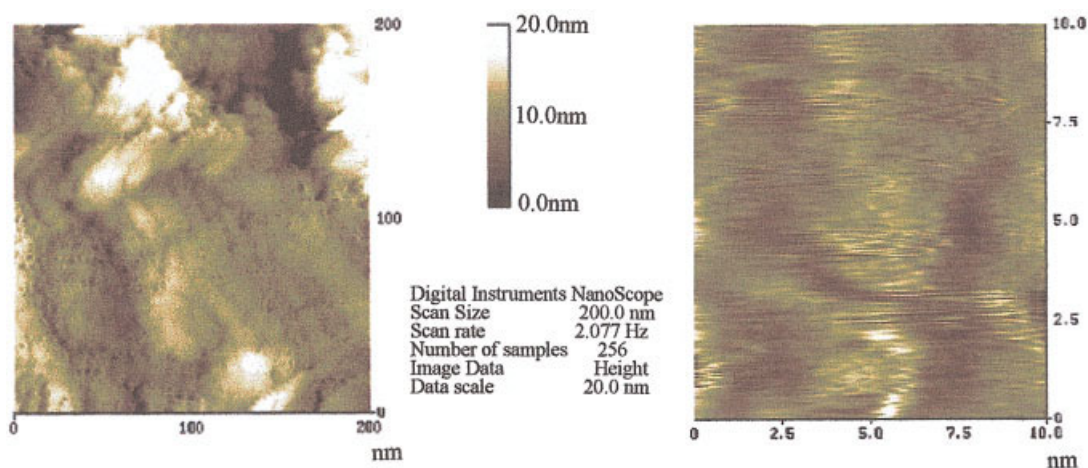 200
100
0
0
100
200
nm
20.0nm
10.0nm
0.0nm
Digital Instruments NanoScope
Scan Size 200.0 nm
Scan rate 2.077 Hz
Number of samples 256
Image Data Height
Data scale 20.0 nm
10.0
7.5
5.0
2.5
0
0
2.5
5.0
7.5
10.0
nm